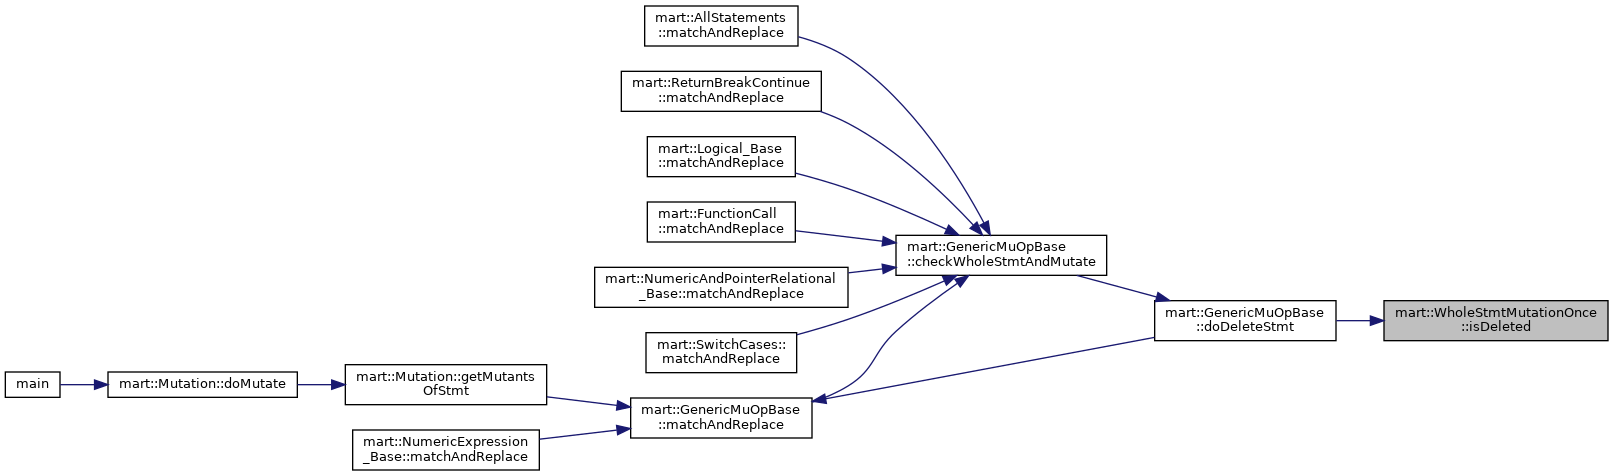 mart::AllStatements
::matchAndReplace
mart::ReturnBreakContinue
::matchAndReplace
mart::Logical_Base
::matchAndReplace
mart::FunctionCall
::matchAndReplace
mart::GenericMuOpBase
::checkWholeStmtAndMutate
mart::NumericAndPointerRelational
_Base::matchAndReplace
mart::GenericMuOpBase
::doDeleteStmt
mart::WholeStmtMutationOnce
::isDeleted
mart::SwitchCases::
matchAndReplace
main
mart::Mutation::doMutate
mart::Mutation::getMutants
OfStmt
mart::GenericMuOpBase
::matchAndReplace
mart::NumericExpression
_Base::matchAndReplace